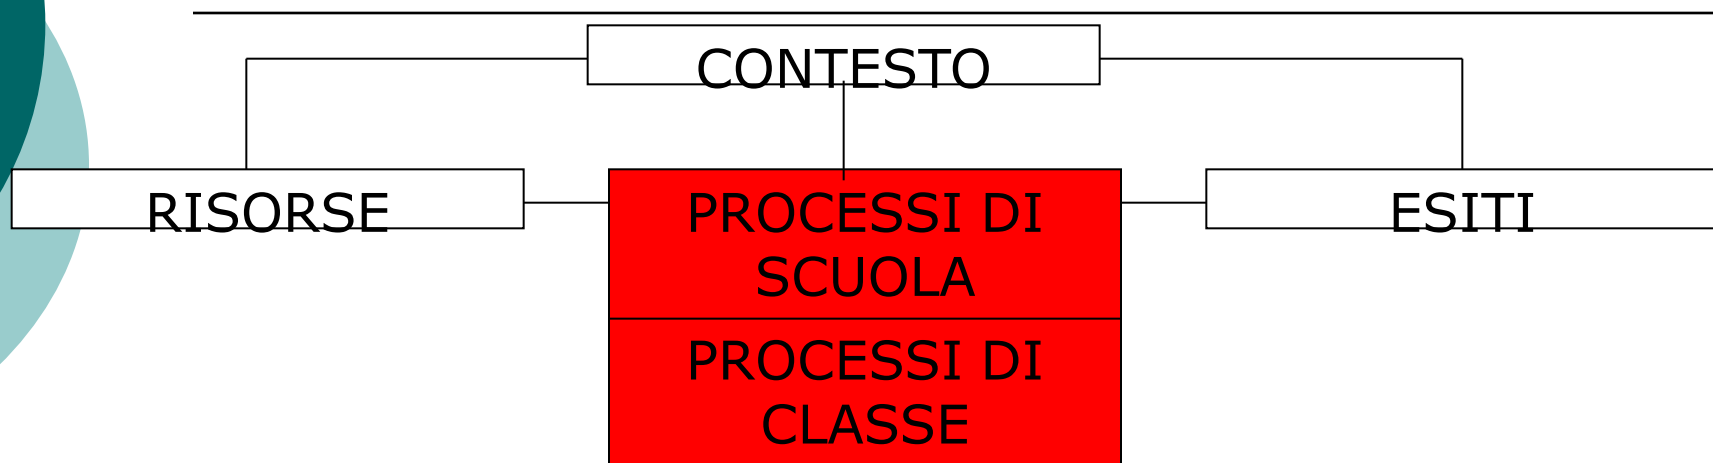 CONTESTO
RISORSE
PROCESSI DI
SCUOLA
ESITI
PROCESSI DI
CLASSE